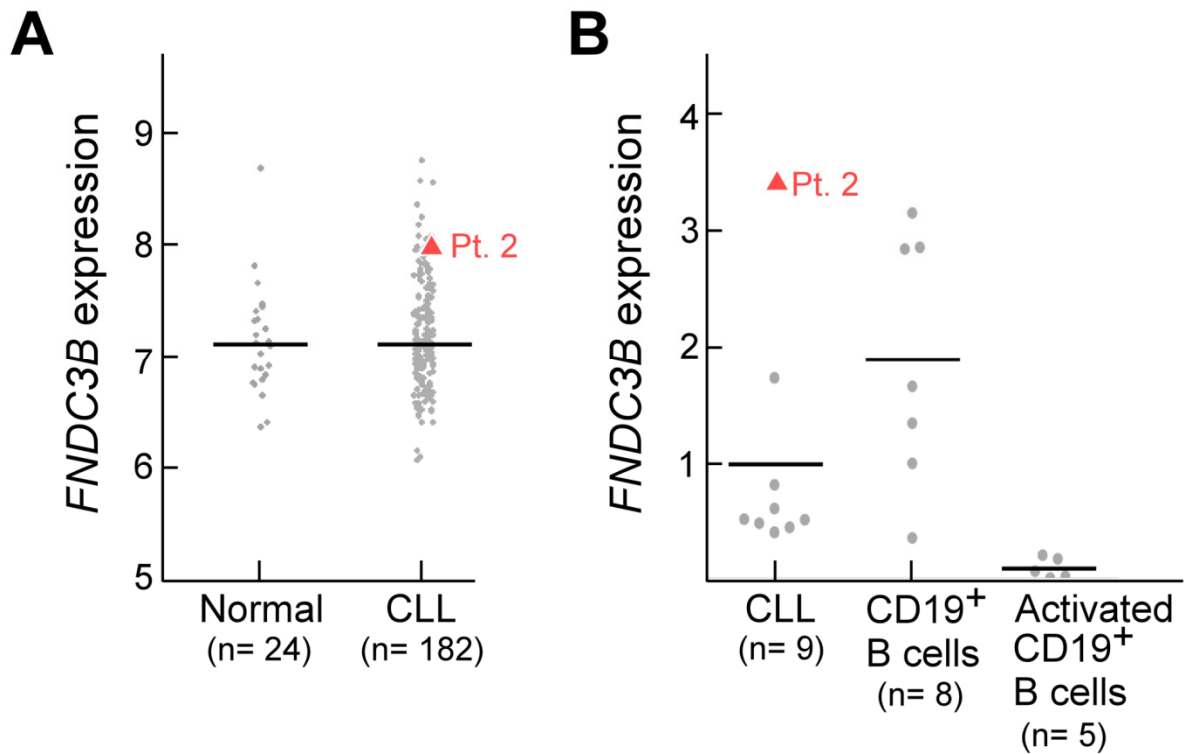 A
FNDC3B expression
9
8
7
6
5
Pt. 2
Normal
(n= 24)
CLL
(n= 182)
B
FNDC3B expression
4
3
2
1
Pt. 2
CLL
(n= 9)
CD19⁺
B cells
(n= 8)
Activated
CD19⁺
B cells
(n= 5)